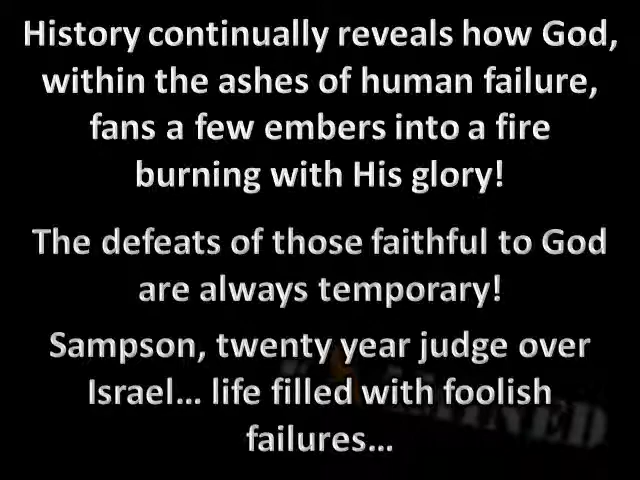 History continually reveals how God,
within the ashes of human failure,
fans a few embers into a fire
burning with His glory!
The defeats of those faithful to God
are always temporary!
Sampson, twenty year judge over
Israel... life filled with foolish
failures...